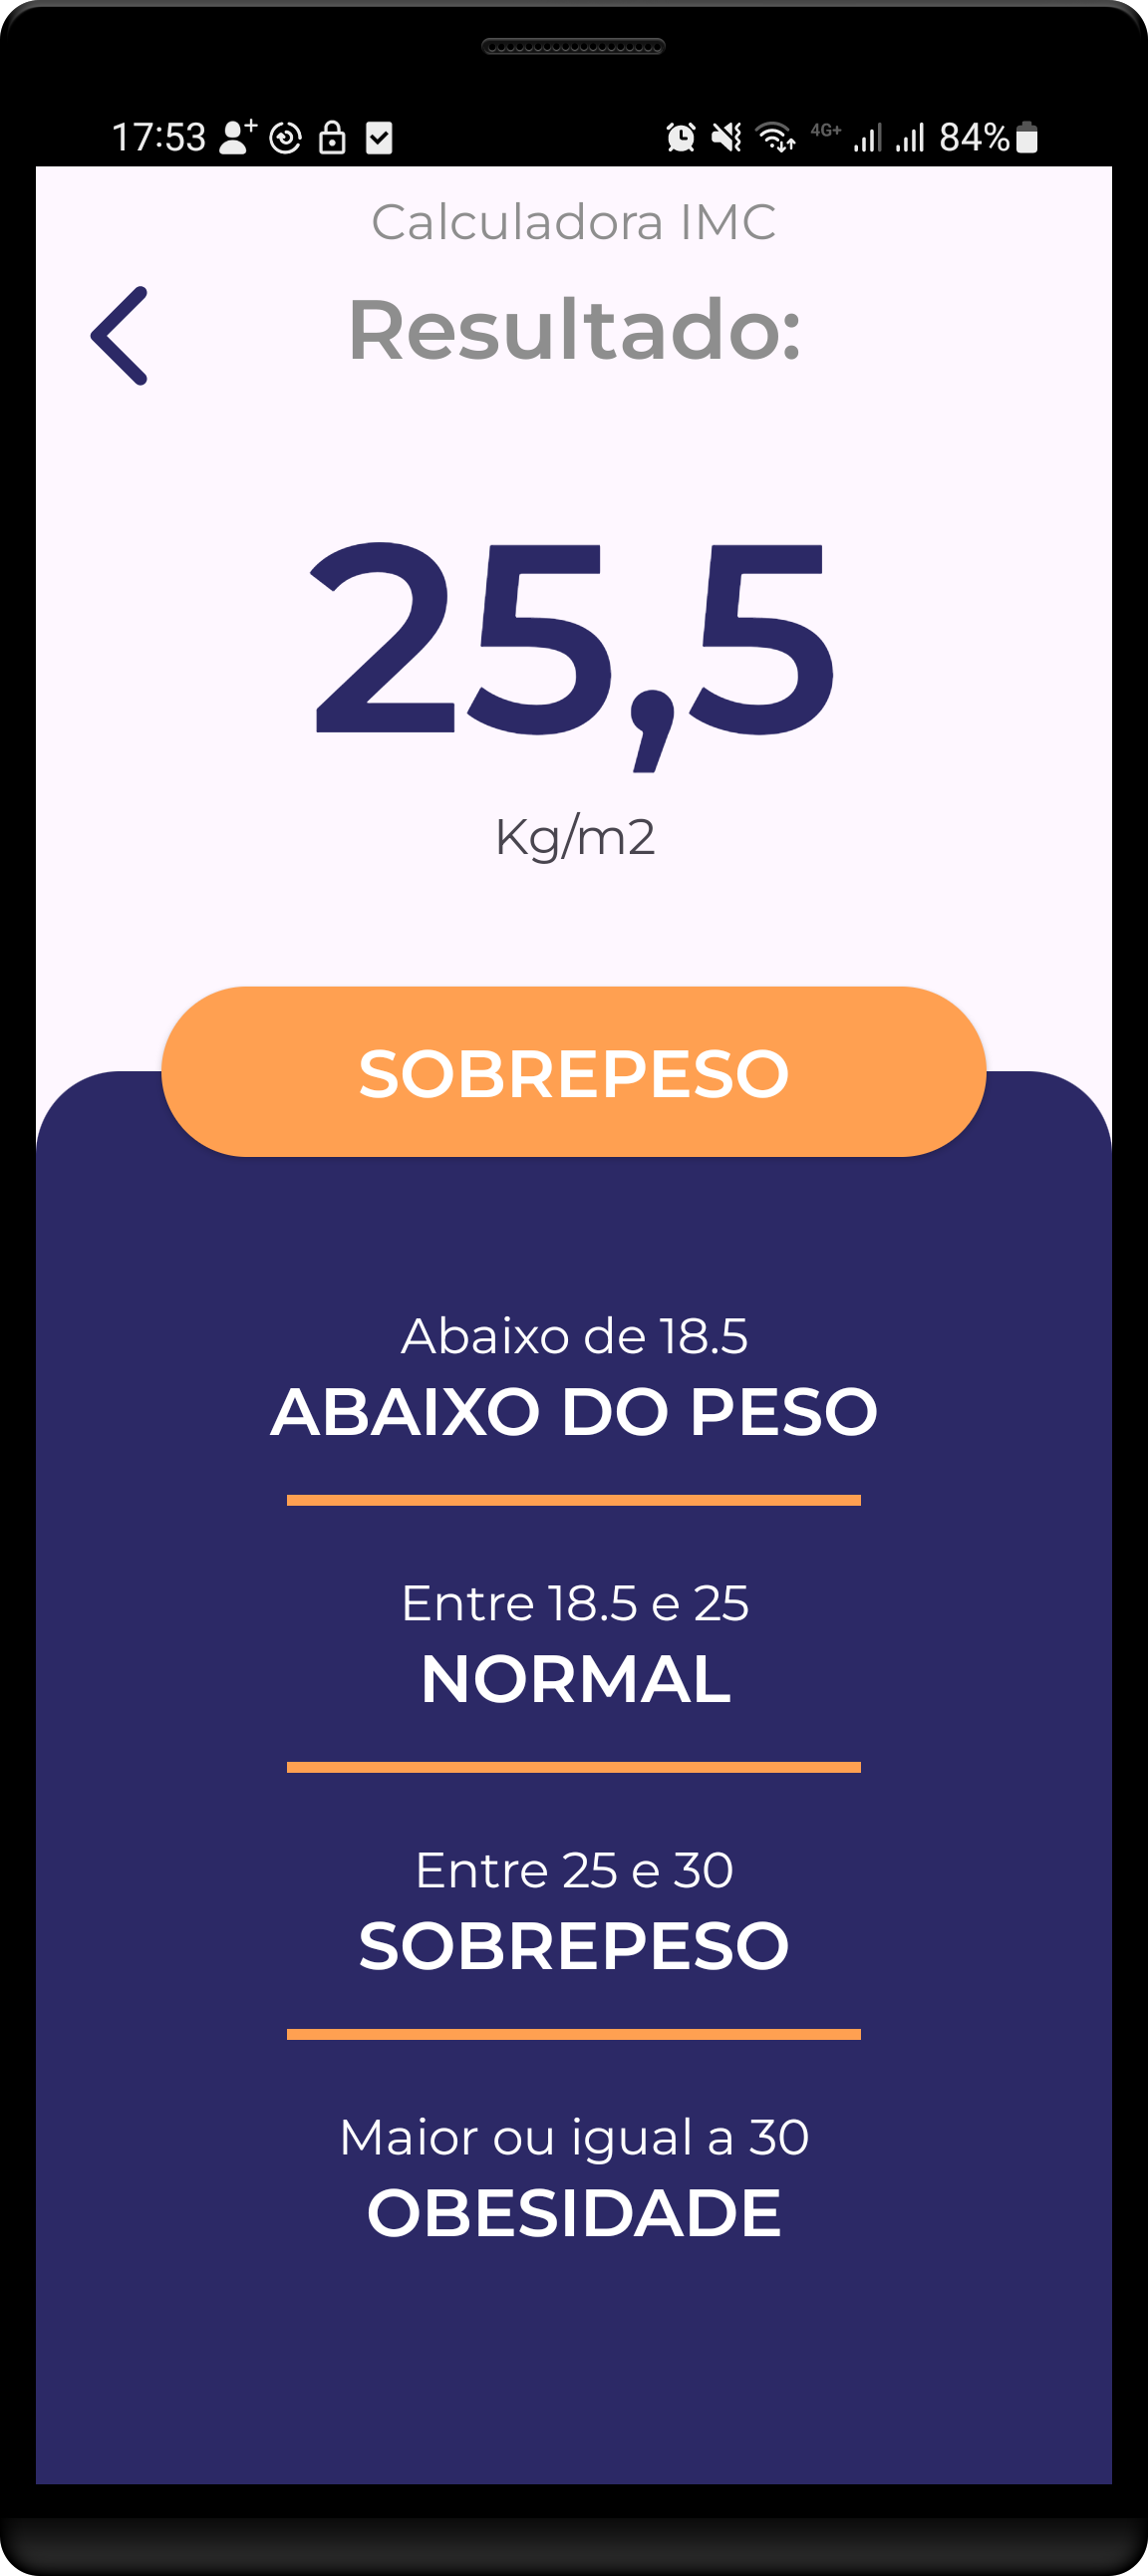 17:53
4G+
84%
Calculadora IMC
Resultado:
25,5
Kg/m2
SOBREPESO
Abaixo de 18.5
ABAIXO DO PESO
Entre 18.5 e 25
NORMAL
Entre 25 e 30
SOBREPESO
Maior ou igual a 30
OBESIDADE